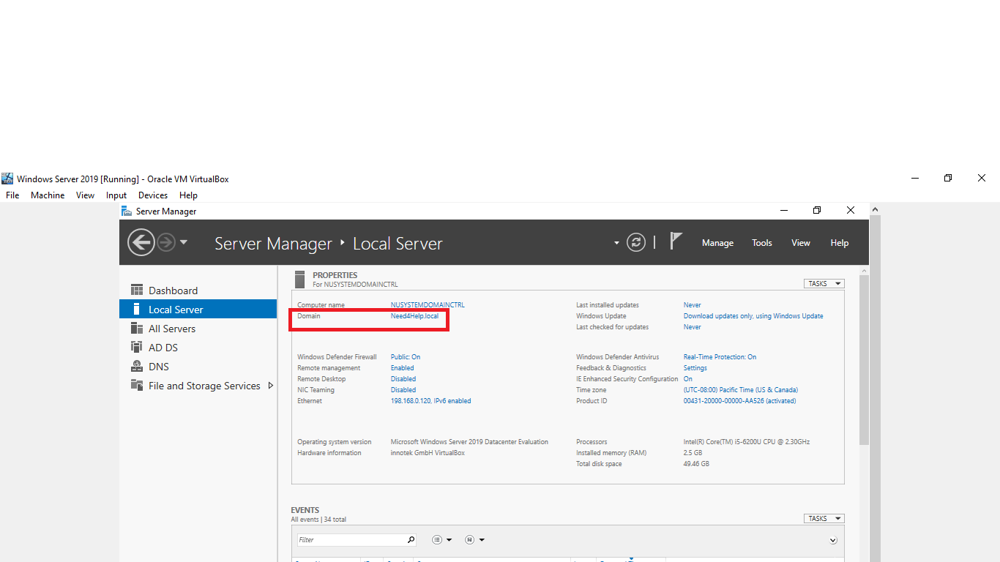 Windows Server 2019 [Running] - Oracle VM VirtualBox
File Machine View Input Devices Help
Server Manager
Server Manager ‣ Local Server
Manage Tools View Help
Dashboard
Local Server
All Servers
AD DS
DNS
File and Storage Services
PROPERTIES
For NUSYSTEMDOMAINCTRL
TASKS
Computer name NUSYSTEMDOMAINCTRL
Domain Need4Help.local
Last installed updates Never
Windows Update Download updates only, using Windows Update
Last checked for updates Never
Windows Defender Firewall Public: On
Remote management Enabled
Remote Desktop Disabled
NIC Teaming Disabled
Ethernet 198.168.0.120, IPv6 enabled
Windows Defender Antivirus Real-Time Protection: On
Feedback & Diagnostics Settings
IE Enhanced Security Configuration On
Time zone (UTC-08:00) Pacific Time (US & Canada)
Product ID 00431-20000-00000-AA526 (activated)
Operating system version Microsoft Windows Server 2019 Datacenter Evaluation
Hardware information innotek GmbH VirtualBox
Processors Intel(R) Core(TM) i5-6200U CPU @ 2.30GHz
Installed memory (RAM) 2.5 GB
Total disk space 49.46 GB
EVENTS
All events | 34 total
TASKS
Filter